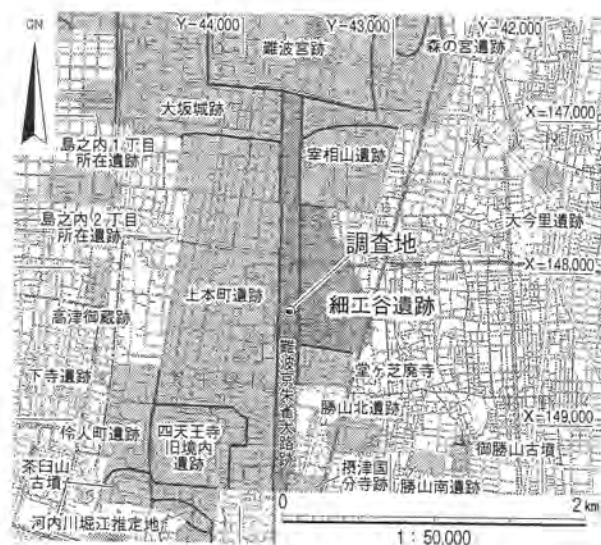 GN
Y-44,000
Y-43,000
Y-42,000
難波宮跡
森の宮遺跡
大坂城跡
X=147,000
島之内1丁目
所在遺跡
宰相山遺跡
島之内2丁目
所在遺跡
大今里遺跡
調査地
X=148,000
上本町遺跡
細工谷遺跡
高津御蔵跡
難波京朱雀大路跡
下寺遺跡
堂ヶ芝廃寺
勝山北遺跡
X=149,000
伶人町遺跡
四天王寺
旧境内
遺跡
御勝山古墳
茶臼山
古墳
摂津国
分寺跡
勝山南遺跡
河内川堀江推定地
0
2
km
1:50,000